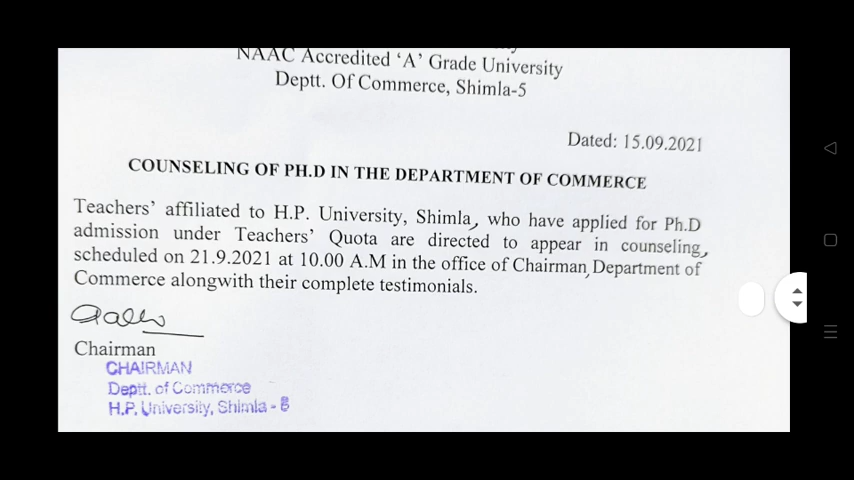 NAAC Accredited ‘A’ Grade University
Deptt. Of Commerce, Shimla-5
Dated: 15.09.2021
COUNSELING OF PH.D IN THE DEPARTMENT OF COMMERCE
Teachers’ affiliated to H.P. University, Shimla, who have applied for Ph.D
admission under Teachers’ Quota are directed to appear in counseling,
scheduled on 21.9.2021 at 10.00 A.M in the office of Chairman, Department of
Commerce alongwith their complete testimonials.
Chairman
CHAIRMAN
Deptt. of Commerce
H.P. University, Shimla - 5